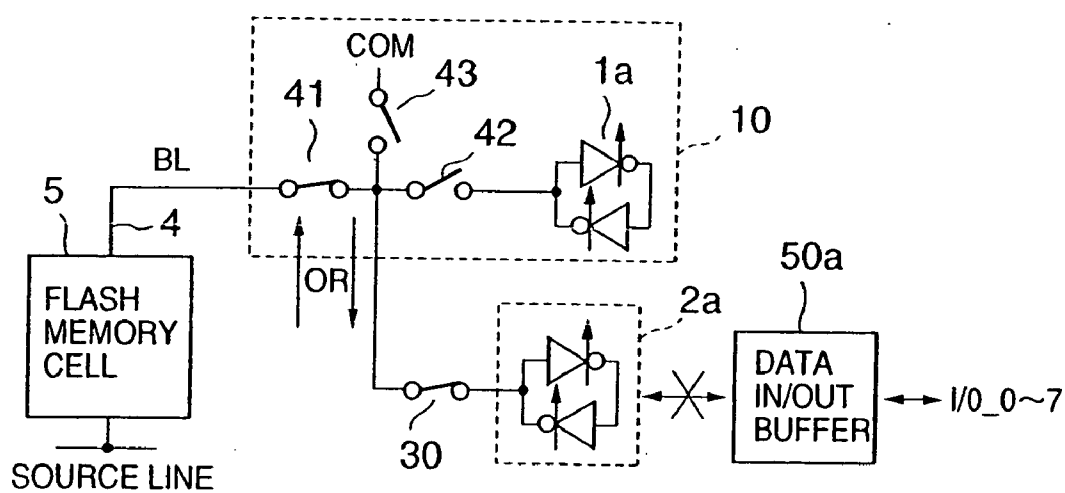 COM
43
1a
41
42
10
BL
5
4
50a
OR
2a
FLASH
MEMORY
CELL
DATA
IN/OUT
BUFFER
I/0_0~7
30
SOURCE LINE